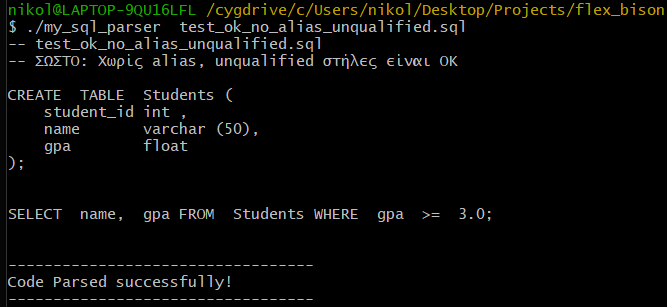 nikol@LAPTOP-9QU16LFL /cygdrive/c/Users/nikol/Desktop/Projects/flex_bison
$ ./my_sql_parser  test_ok_no_alias_unqualified.sql
-- test_ok_no_alias_unqualified.sql
-- ΣΩΣΤΟ: Χωρίς alias, unqualified στήλες είναι OK
CREATE  TABLE  Students (
    student_id int ,
    name       varchar (50),
    gpa        float
);
SELECT  name,  gpa FROM  Students WHERE  gpa  >=  3.0;
----------------------------------
Code Parsed successfully!
----------------------------------